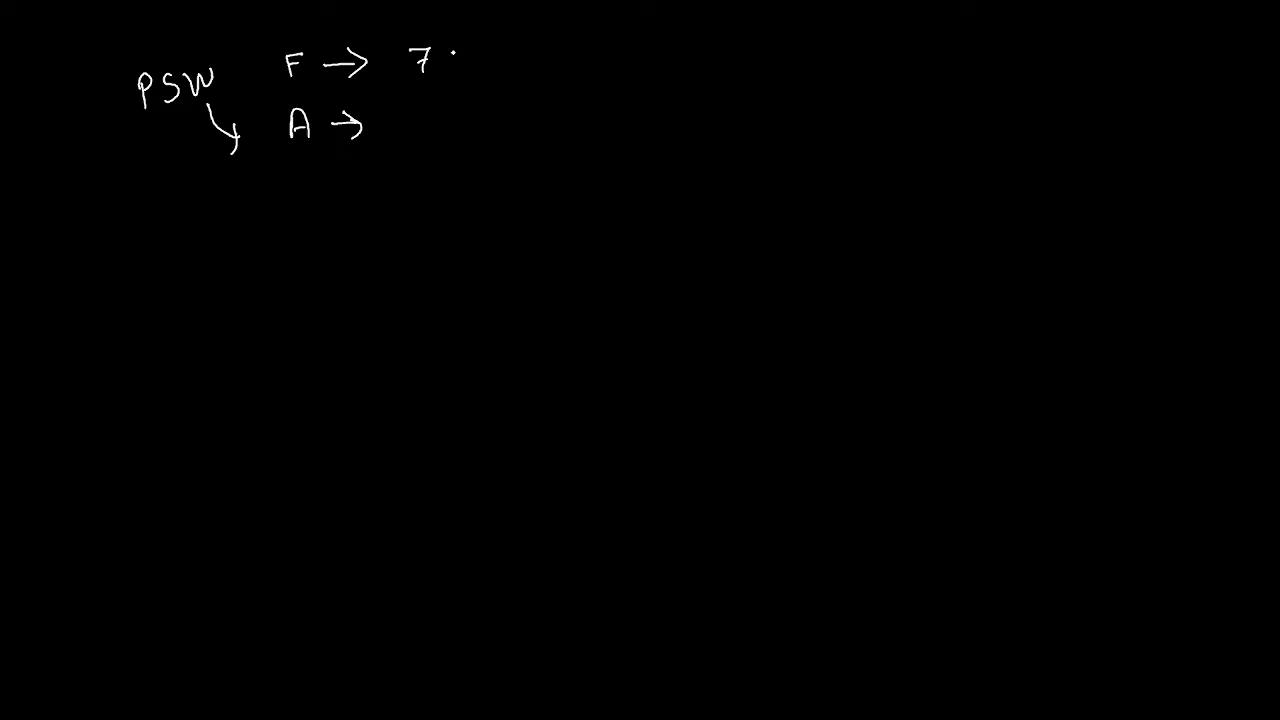 PSW F → 7 .
A →